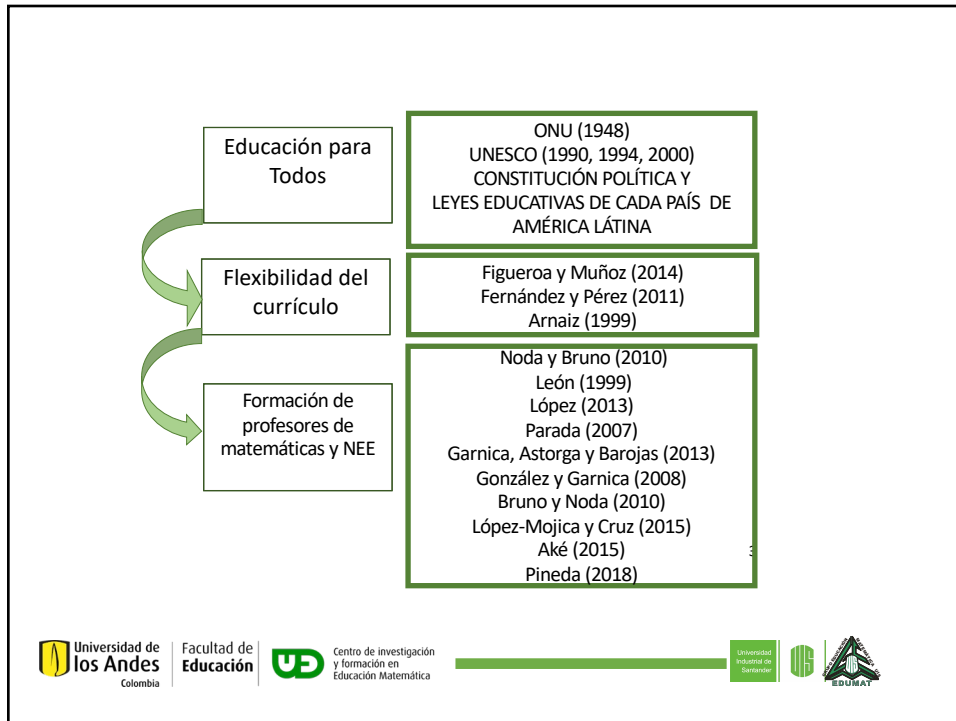 Educación para
Todos
ONU (1948)
UNESCO (1990, 1994, 2000)
CONSTITUCIÓN POLÍTICA Y
LEYES EDUCATIVAS DE CADA PAÍS DE
AMÉRICA LÁTINA
Flexibilidad del
currículo
Figueroa y Muñoz (2014)
Fernández y Pérez (2011)
Arnaiz (1999)
Formación de
profesores de
matemáticas y NEE
Noda y Bruno (2010)
León (1999)
López (2013)
Parada (2007)
Garnica, Astorga y Barojas (2013)
González y Garnica (2008)
Bruno y Noda (2010)
López-Mojica y Cruz (2015)
Aké (2015)
Pineda (2018)
Universidad de
los Andes
Colombia
Facultad de
Educación
Centro de investigación
y formación en
Educación Matemática
Universidad
Industrial de
Santander
UIS
EDUMAT